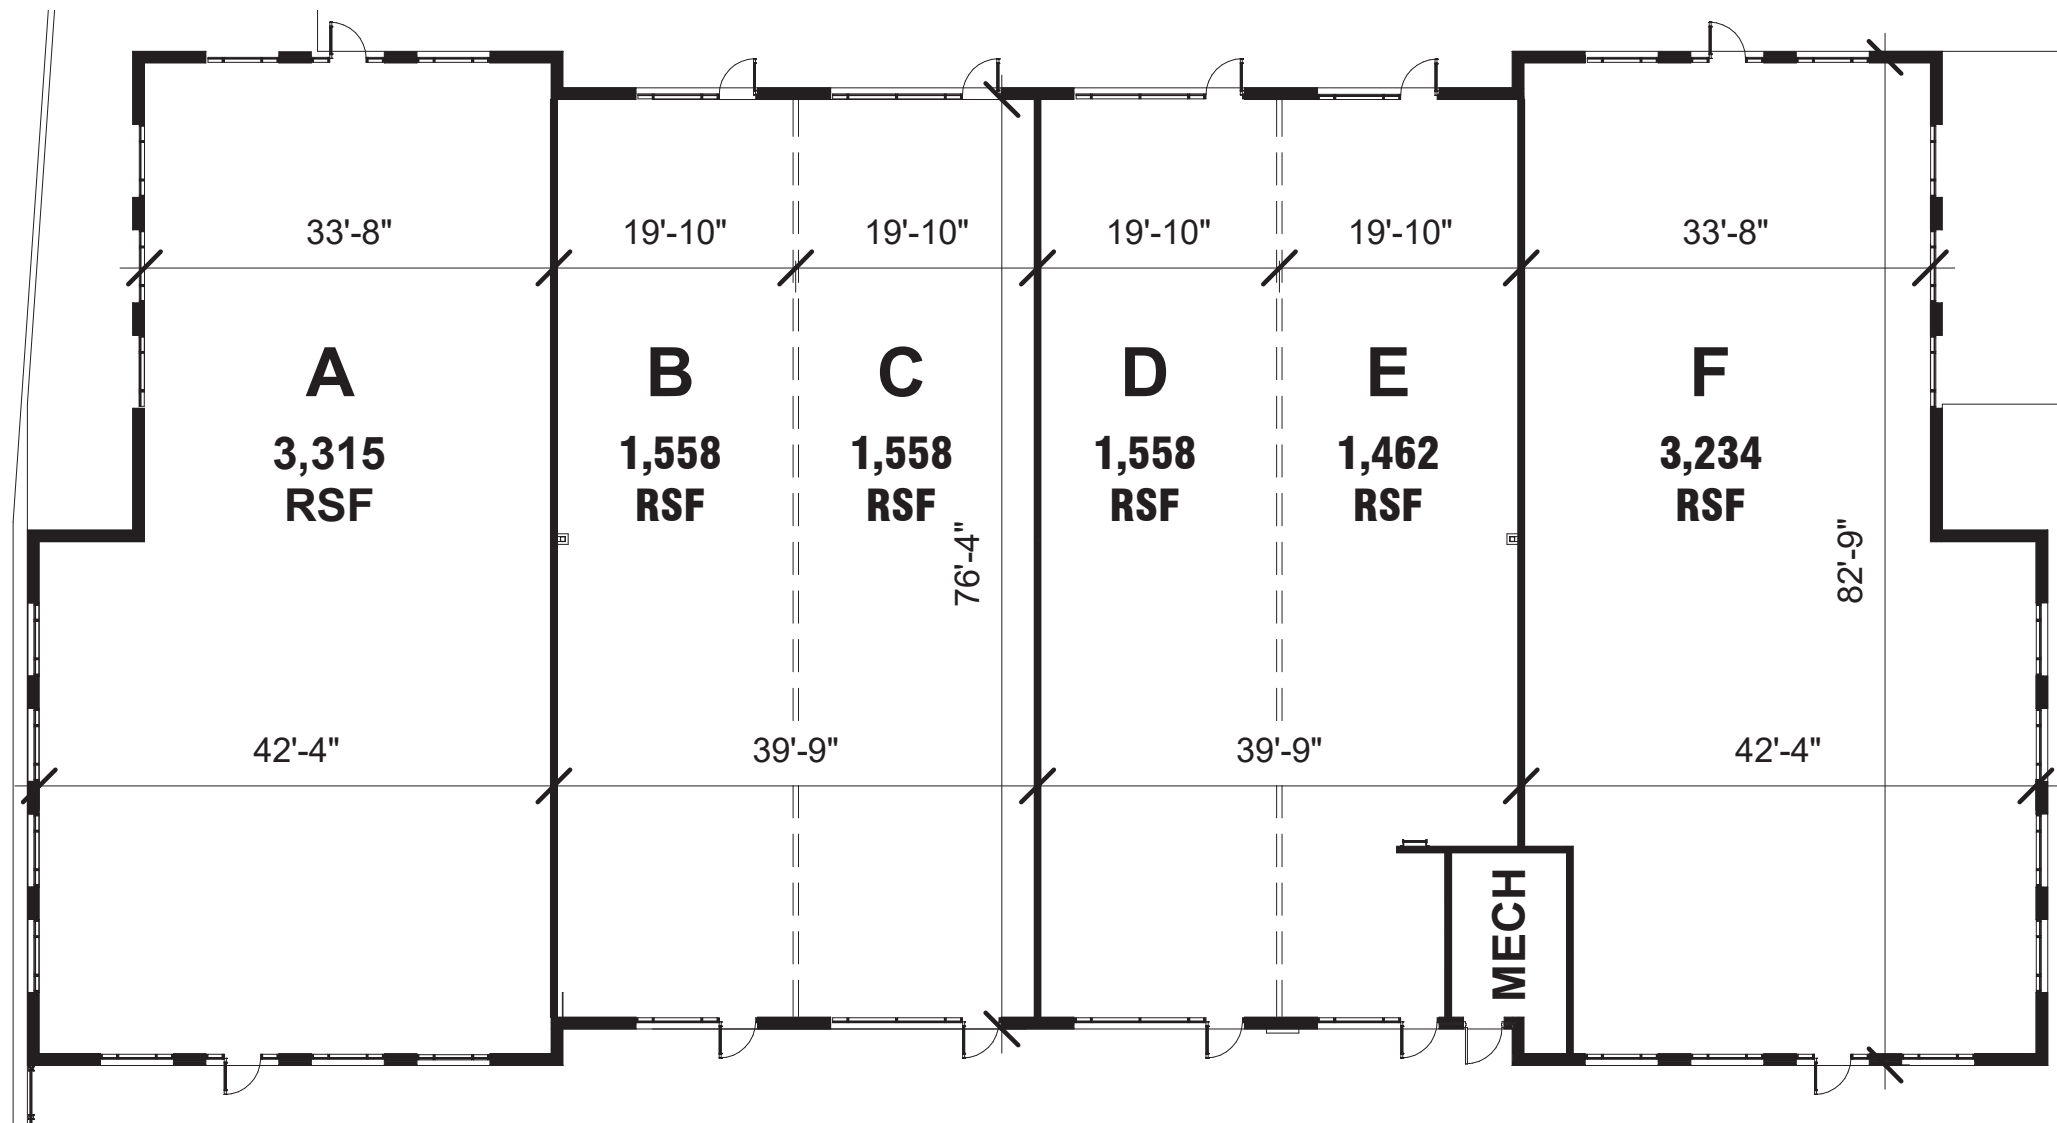 33'-8"
19'-10"
19'-10"
19'-10"
19'-10"
33'-8"
A
3,315
RSF
B
1,558
RSF
C
1,558
RSF
D
1,558
RSF
E
1,462
RSF
F
3,234
RSF
76'-4"
82'-9"
42'-4"
39'-9"
39'-9"
42'-4"
MECH